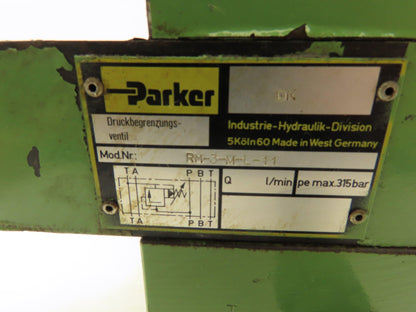 Parker
Druckbegrenzungs-
ventil
Industrie-Hydraulik-Division
5Köln60 Made in West Germany
Mod.Nr: RM-3-M-L-11
T A P B T
Q l/min pe max.315bar
T A P B T